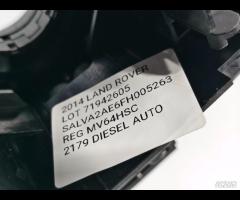 2014 LAND ROVER
LOT 71942605
SALVA2AE6FH005263
REG MV64HSC
2179 DIESEL AUTO